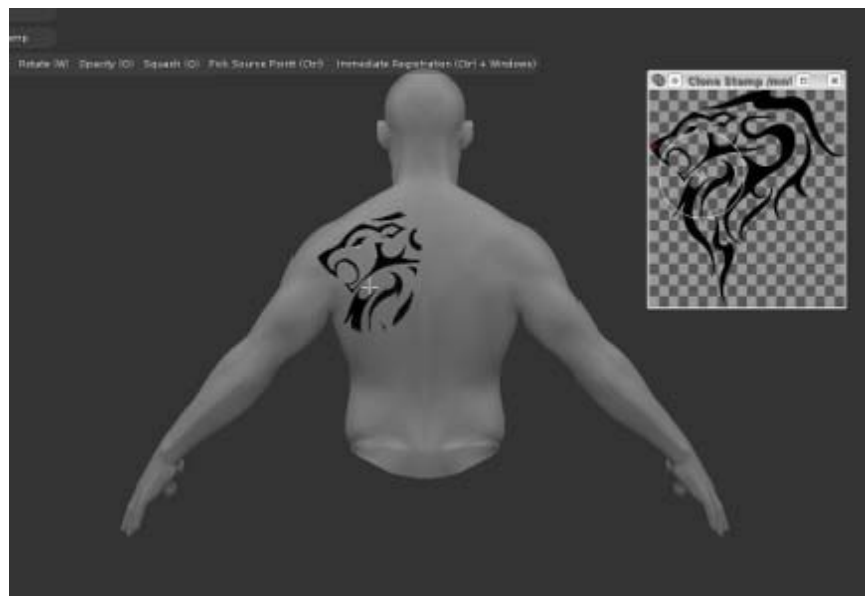 Rotate (W) Opacity (O) Squash (Q) Pick Source Point (Ctrl) Immediate Registration (Ctrl + Windows)
Clone Stamp